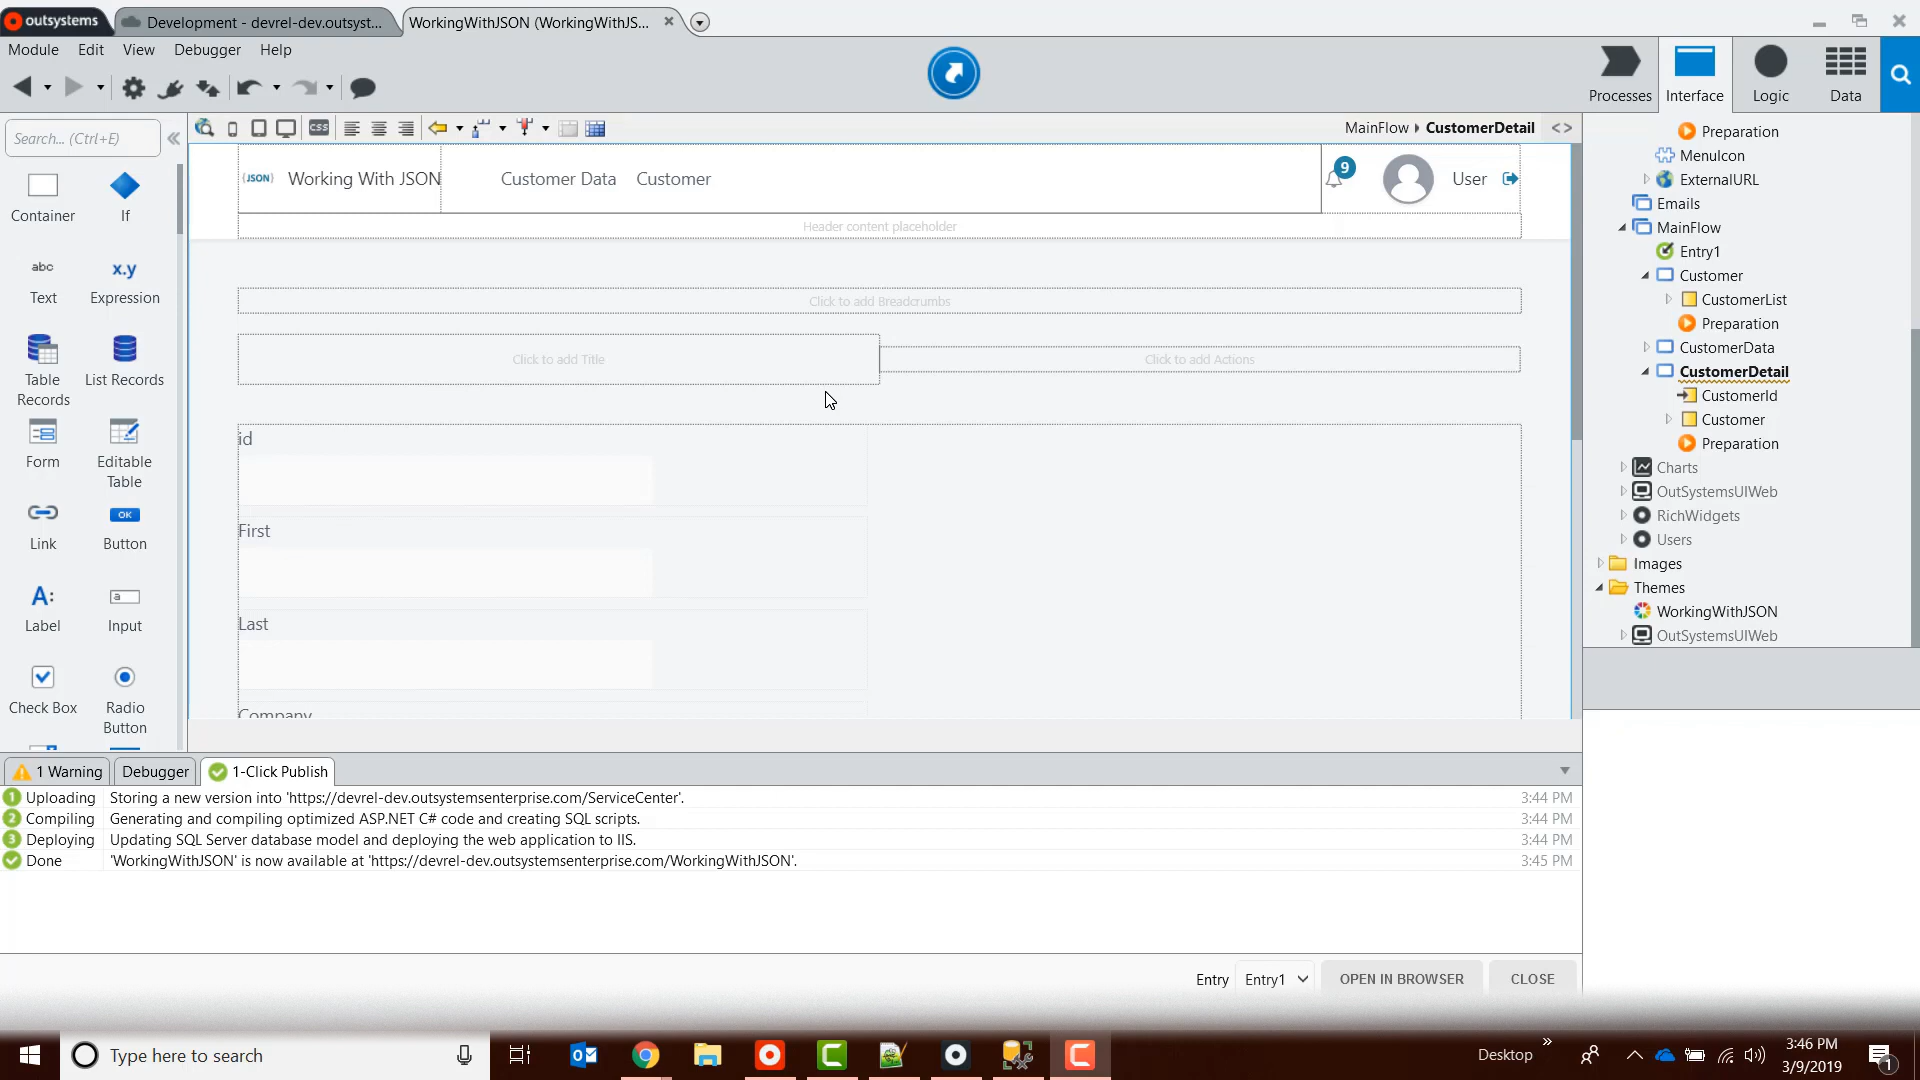 outsystems
Development - devrel-dev.outsyst...
WorkingWithJSON (WorkingWithJS...
Module Edit View Debugger Help
Processes Interface Logic Data
Search... (Ctrl+E)
css
MainFlow CustomerDetail <>
Container If
abc Text
x.y Expression
Table Records
List Records
Form
Editable Table
Link
OK Button
A: Label
a Input
Check Box
Radio Button
{JSON} Working With JSON Customer Data Customer 9 User
Header content placeholder
Click to add Breadcrumbs
Click to add Title Click to add Actions
id
First
Last
Company
Preparation
MenuIcon
ExternalURL
Emails
MainFlow
Entry1
Customer
CustomerList
Preparation
CustomerData
CustomerDetail
CustomerId
Customer
Preparation
Charts
OutSystemsUIWeb
RichWidgets
Users
Images
Themes
WorkingWithJSON
OutSystemsUIWeb
1 Warning Debugger 1-Click Publish
1 Uploading Storing a new version into 'https://devrel-dev.outsystemsenterprise.com/ServiceCenter'. 3:44 PM
2 Compiling Generating and compiling optimized ASP.NET C# code and creating SQL scripts. 3:44 PM
3 Deploying Updating SQL Server database model and deploying the web application to IIS. 3:44 PM
Done 'WorkingWithJSON' is now available at 'https://devrel-dev.outsystemsenterprise.com/WorkingWithJSON'. 3:45 PM
Entry Entry1 OPEN IN BROWSER CLOSE
Type here to search
Desktop
3:46 PM
3/9/2019
1